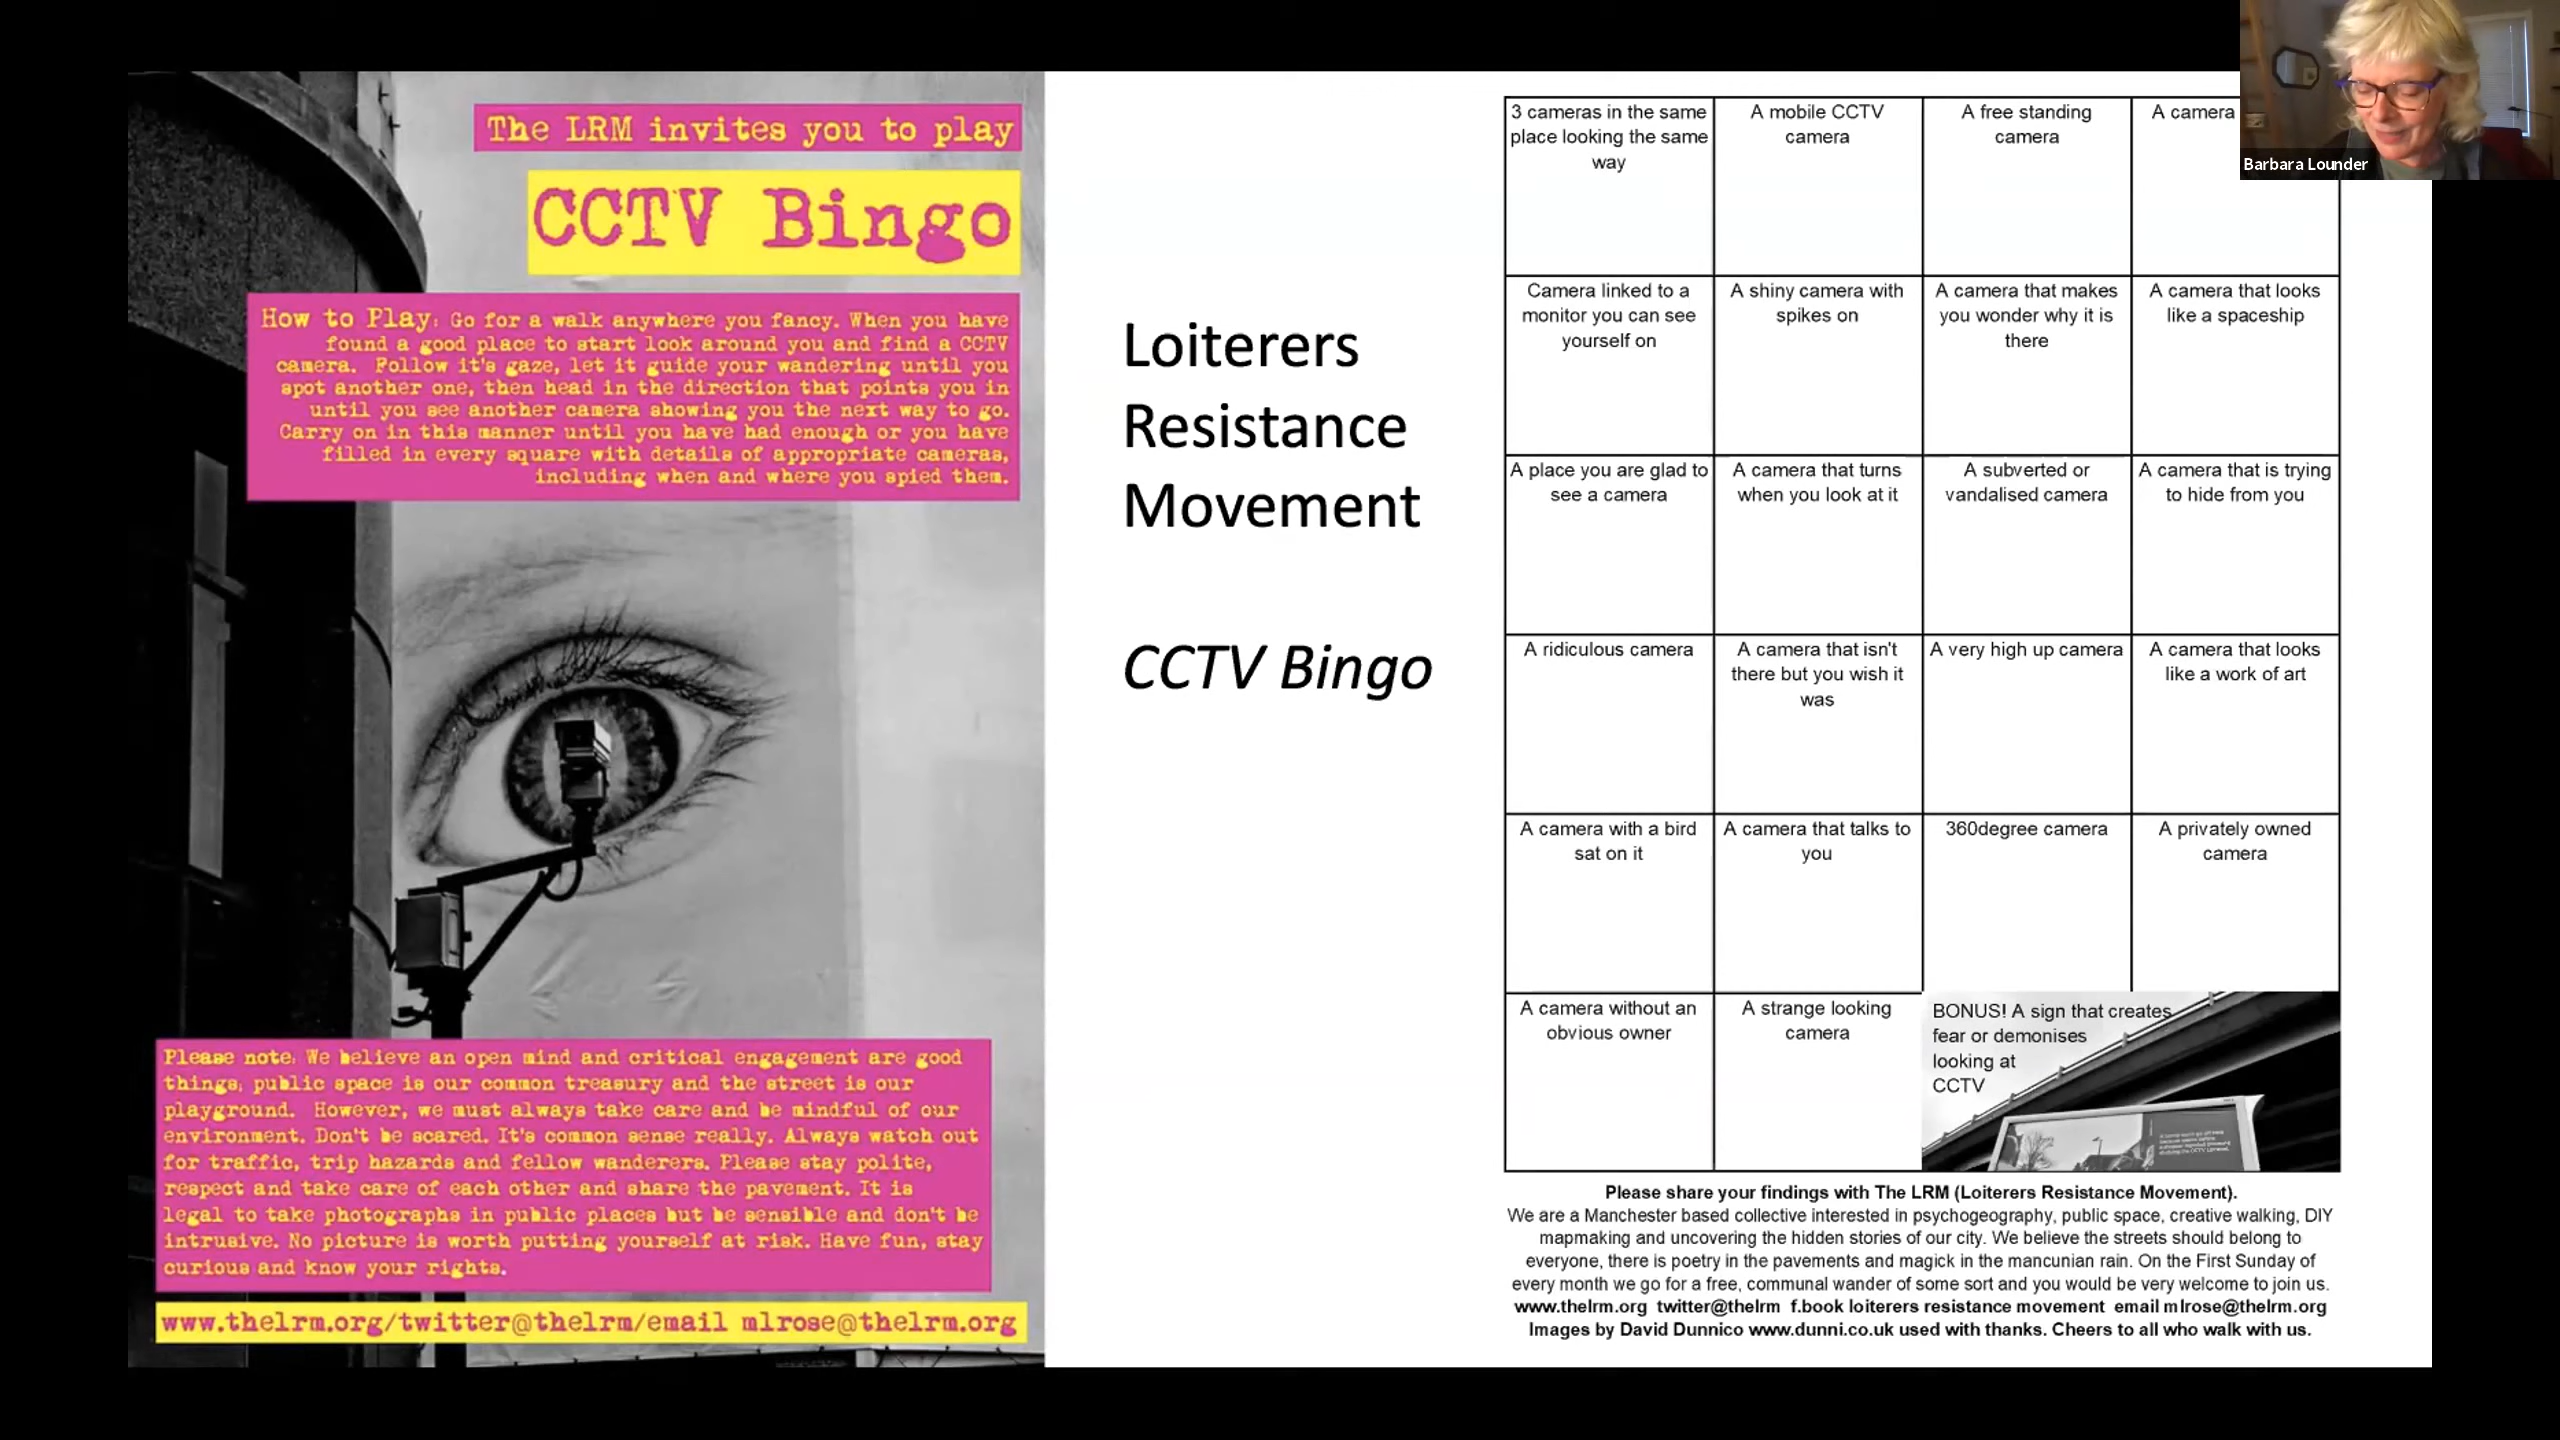 The LRM invites you to play
CCTV Bingo
How to Play: Go for a walk anywhere you fancy. When you have
found a good place to start look around you and find a CCTV
camera. Follow it's gaze, let it guide your wandering until you
spot another one, then head in the direction that points you in
until you see another camera showing you the next way to go.
Carry on in this manner until you have had enough or you have
filled in every square with details of appropriate cameras,
including when and where you spied them.
Please note: We believe an open mind and critical engagement are good
things; public space is our common treasury and the street is our
playground. However, we must always take care and be mindful of our
environment. Don't be scared. It's common sense really. Always watch out
for traffic, trip hazards and fellow wanderers. Please stay polite,
respect and take care of each other and share the pavement. It is
legal to take photographs in public places but be sensible and don't be
intrusive. No picture is worth putting yourself at risk. Have fun, stay
curious and know your rights.
www.thelrm.org/twitter@thelrm/email mlrose@thelrm.org
Loiterers
Resistance
Movement
CCTV Bingo
3 cameras in the same
place looking the same
way
A mobile CCTV
camera
A free standing
camera
A camera
Camera linked to a
monitor you can see
yourself on
A shiny camera with
spikes on
A camera that makes
you wonder why it is
there
A camera that looks
like a spaceship
A place you are glad to
see a camera
A camera that turns
when you look at it
A subverted or
vandalised camera
A camera that is trying
to hide from you
A ridiculous camera
A camera that isn't
there but you wish it
was
A very high up camera
A camera that looks
like a work of art
A camera with a bird
sat on it
A camera that talks to
you
360degree camera
A privately owned
camera
A camera without an
obvious owner
A strange looking
camera
BONUS! A sign that creates
fear or demonises
looking at
CCTV
Please share your findings with The LRM (Loiterers Resistance Movement).
We are a Manchester based collective interested in psychogeography, public space, creative walking, DIY
mapmaking and uncovering the hidden stories of our city. We believe the streets should belong to
everyone, there is poetry in the pavements and magick in the mancunian rain. On the First Sunday of
every month we go for a free, communal wander of some sort and you would be very welcome to join us.
www.thelrm.org twitter@thelrm f.book loiterers resistance movement email mlrose@thelrm.org
Images by David Dunnico www.dunni.co.uk used with thanks. Cheers to all who walk with us.
Barbara Lounder